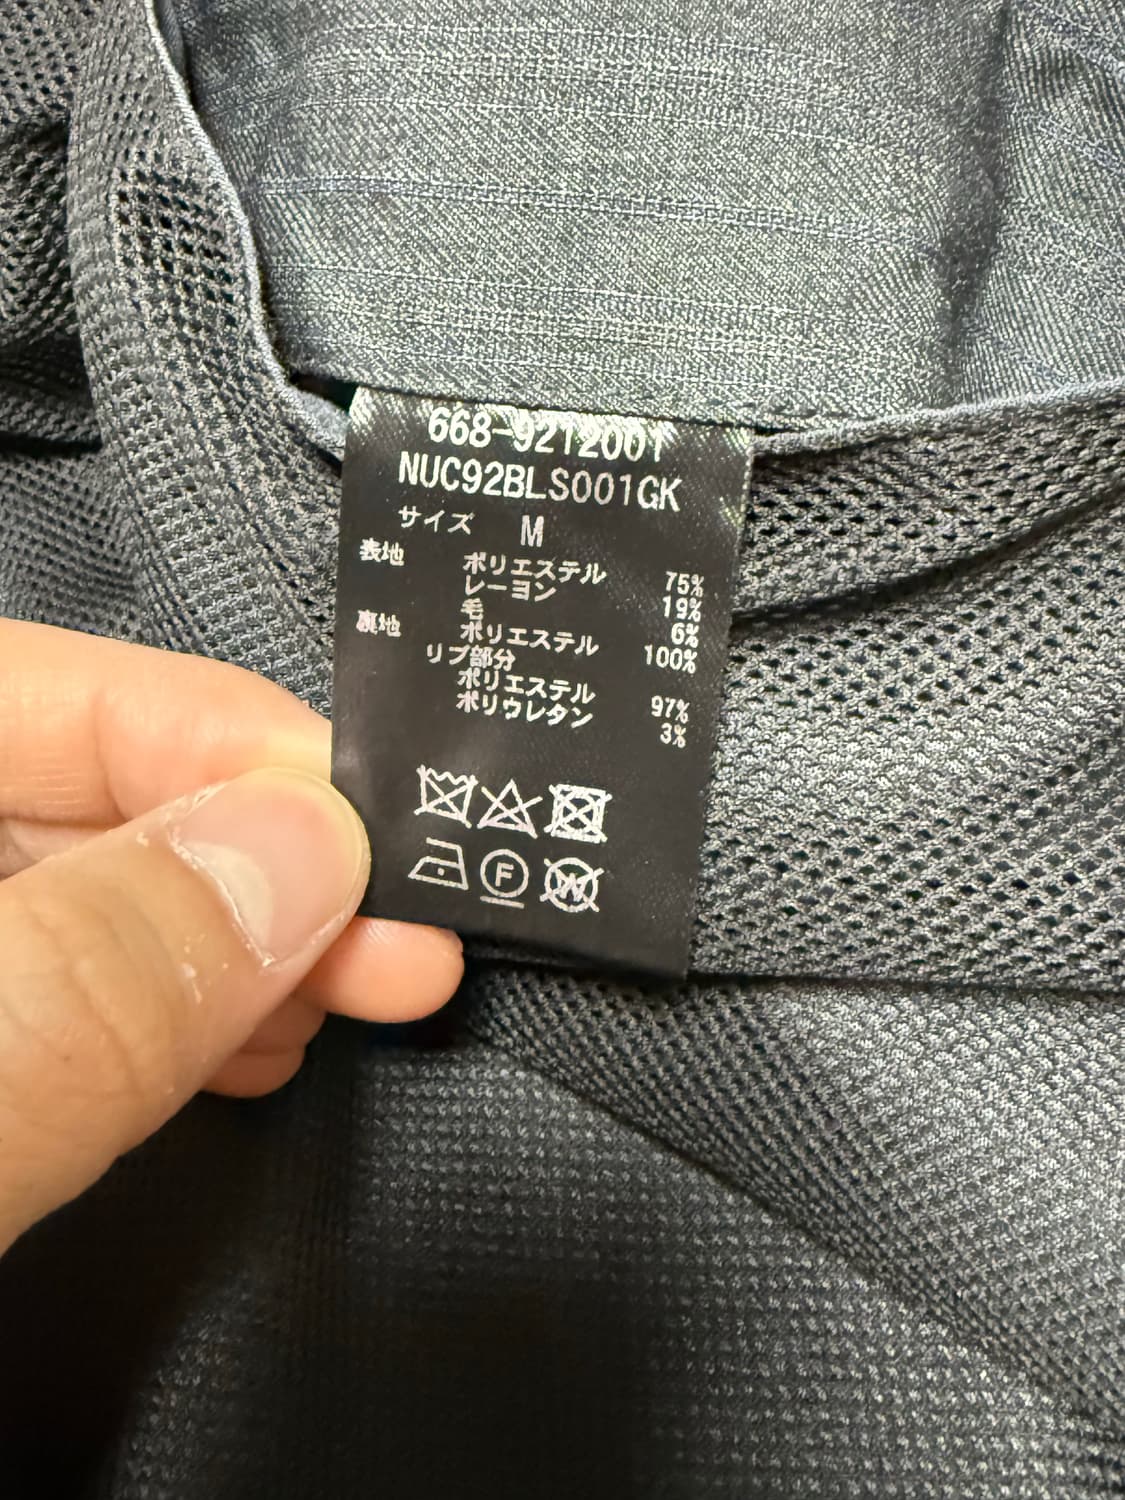 668-9212001
NUC92BLS001GK
サイズ M
表地 ポリエステル 75%
レーヨン 19%
毛 6%
裏地 ポリエステル 100%
リブ部分
ポリエステル 97%
ポリウレタン 3%
F
W